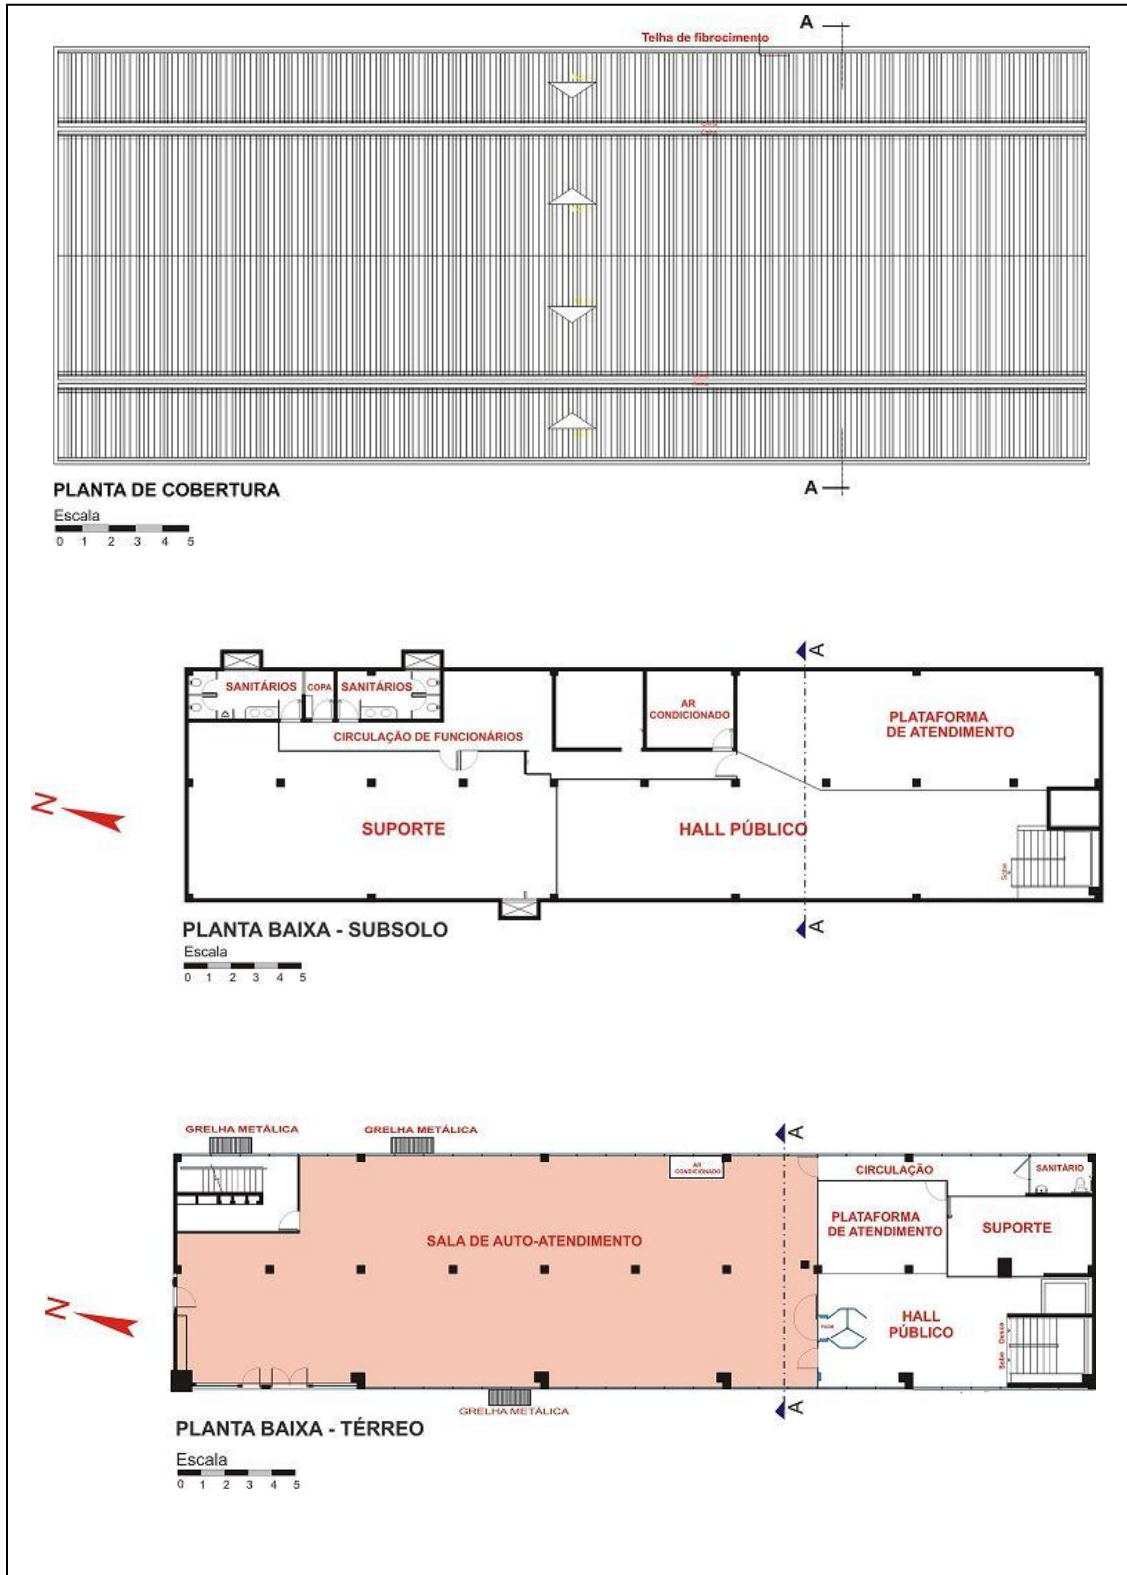 A
Telha de fibrocimento
A
PLANTA DE COBERTURA
Escala
0 1 2 3 4 5
A
SANITÁRIOS
COPA
SANITÁRIOS
AR
CONDICIONADO
PLATAFORMA
DE ATENDIMENTO
CIRCULAÇÃO DE FUNCIONÁRIOS
N
SUPORTE
HALL PÚBLICO
Sobe
A
PLANTA BAIXA - SUBSOLO
Escala
0 1 2 3 4 5
GRELHA METÁLICA
GRELHA METÁLICA
A
AR
CONDICIONADO
CIRCULAÇÃO
SANITÁRIO
PLATAFORMA
DE ATENDIMENTO
SUPORTE
SALA DE AUTO-ATENDIMENTO
N
HALL
PÚBLICO
Sobe
Desce
A
GRELHA METÁLICA
PLANTA BAIXA - TÉRREO
Escala
0 1 2 3 4 5